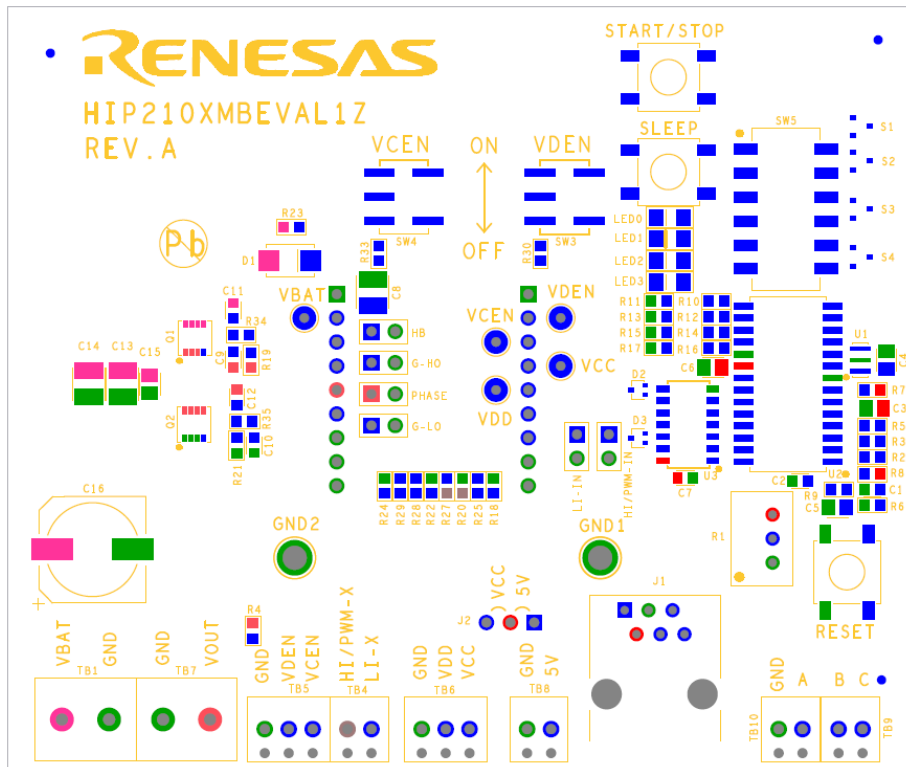 RENESAS
HIP210XMBEVAL1Z
REV.A
START/STOP
SLEEP
SW5
S1
S2
S3
S4
VCEN
ON
VDEN
SW4
OFF
SW3
LED0
LED1
LED2
LED3
Pb
R23
D1
R33
R30
C8
VBAT
VDEN
VCEN
VCC
VDD
HB
G-HO
PHASE
G-LO
C11
R34
Q1
C9
R19
C14
C13
C15
C12
Q2
R35
R21
C10
R11
R10
R13
R12
R15
R14
R17
R16
C6
U1
C4
D2
D3
R7
C3
R5
R3
R2
R8
U3
C7
C2
U2
R9
C1
C5
R6
LI-IN
HI/PWM-IN
R24
R29
R28
R22
R27
R20
R25
R18
C16
GND2
GND1
R1
J1
RESET
J2
VCC
5V
R4
VBAT
GND
GND
VOUT
GND
VDEN
VCEN
HI/PWM-X
LI-X
GND
VDD
VCC
GND
5V
GND
A
B
C
TB1
TB7
TB5
TB4
TB6
TB8
TB10
TB9